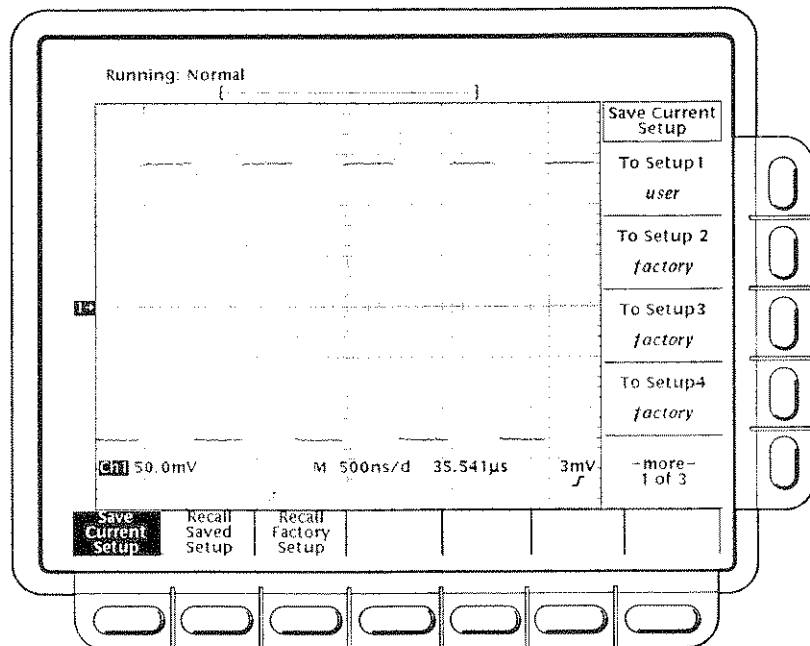 Running: Normal
Save Current
Setup
To Setup1
user
To Setup 2
factory
To Setup3
factory
To Setup4
factory
-more-
1 of 3
1
Ch1 50.0mV M 500ns/d 35.541µs 3mV
Save
Current
Setup
Recall
Saved
Setup
Recall
Factory
Setup